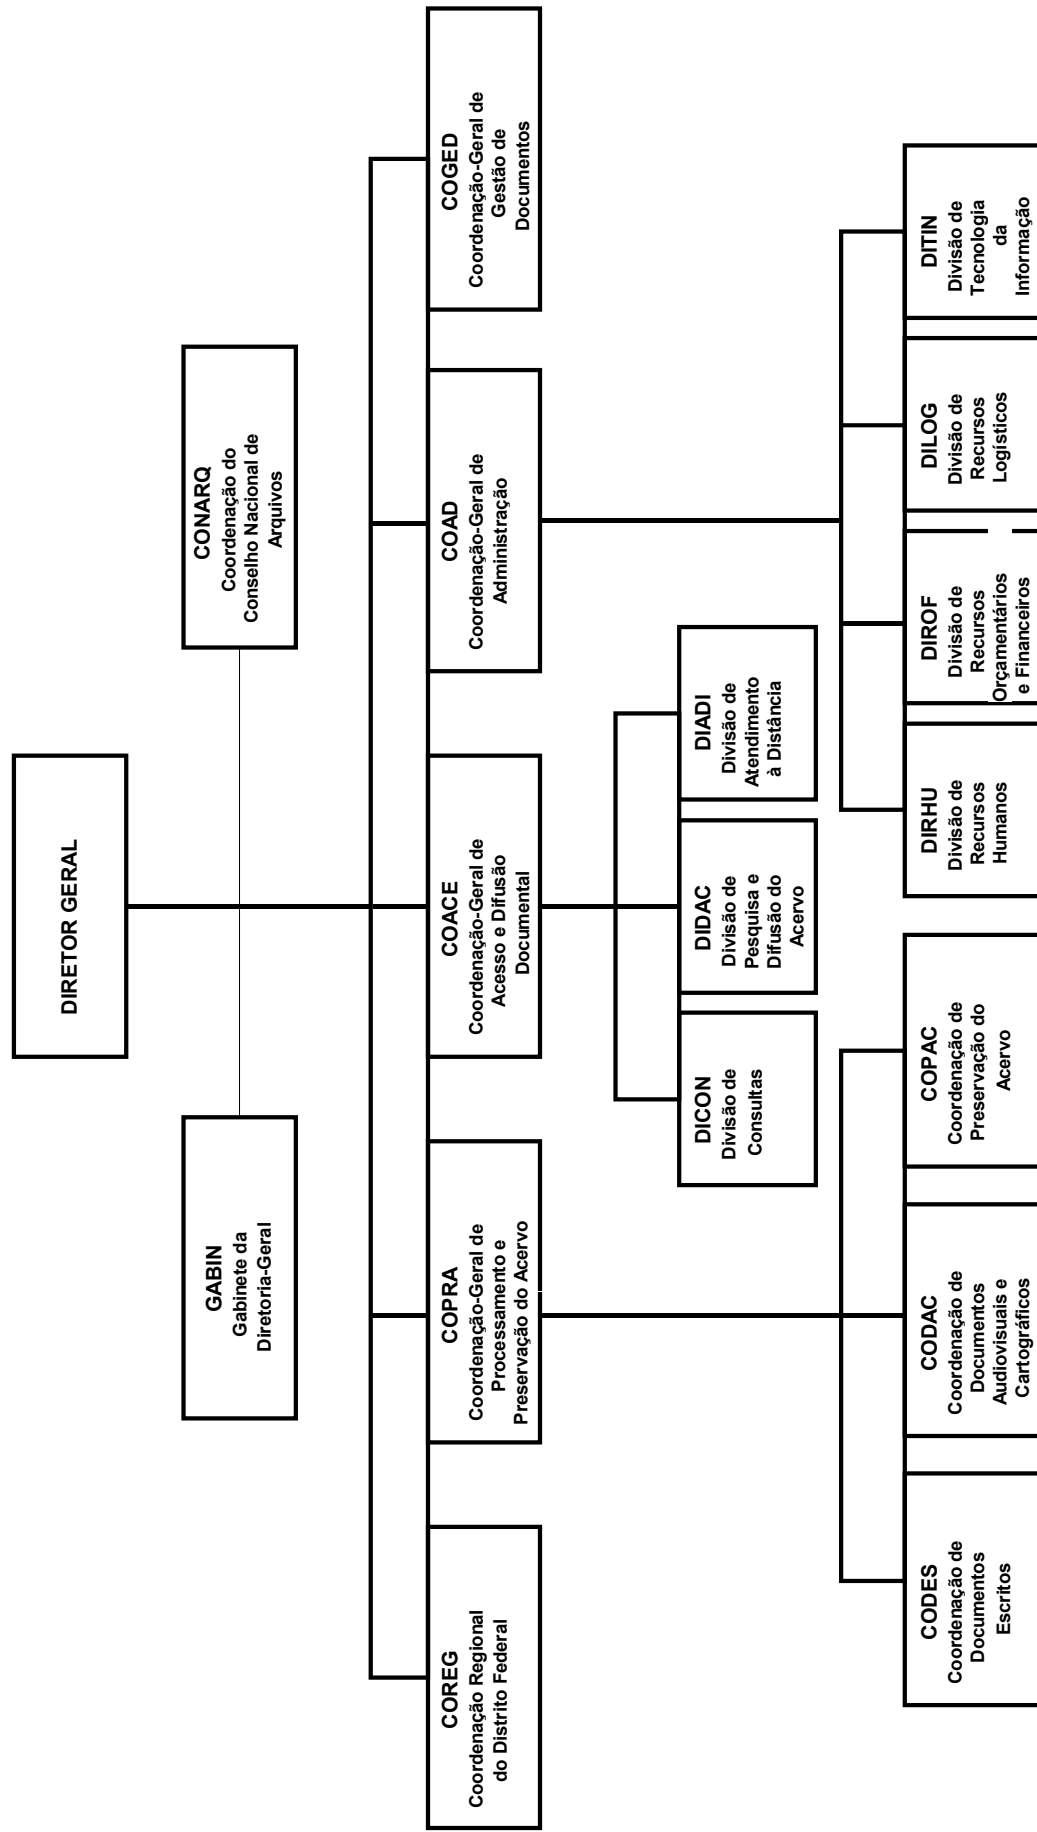 DIRETOR GERAL
GABIN
Gabinete da
Diretoria-Geral
CONARQ
Coordenação do
Conselho Nacional de
Arquivos
COREG
Coordenação Regional
do Distrito Federal
COPRA
Coordenação-Geral de
Processamento e
Preservação do Acervo
COACE
Coordenação-Geral de
Acesso e Difusão
Documental
COAD
Coordenação-Geral de
Administração
COGED
Coordenação-Geral de
Gestão de
Documentos
DICON
Divisão de
Consultas
DIDAC
Divisão de
Pesquisa e
Difusão do
Acervo
DIADI
Divisão de
Atendimento
à Distância
CODES
Coordenação de
Documentos
Escritos
CODAC
Coordenação de
Documentos
Audiovisuais e
Cartográficos
COPAC
Coordenação de
Preservação do
Acervo
DIRHU
Divisão de
Recursos
Humanos
DIROF
Divisão de
Recursos
Orçamentários
e Financeiros
DILOG
Divisão de
Recursos
Logísticos
DITIN
Divisão de
Tecnologia
da
Informação